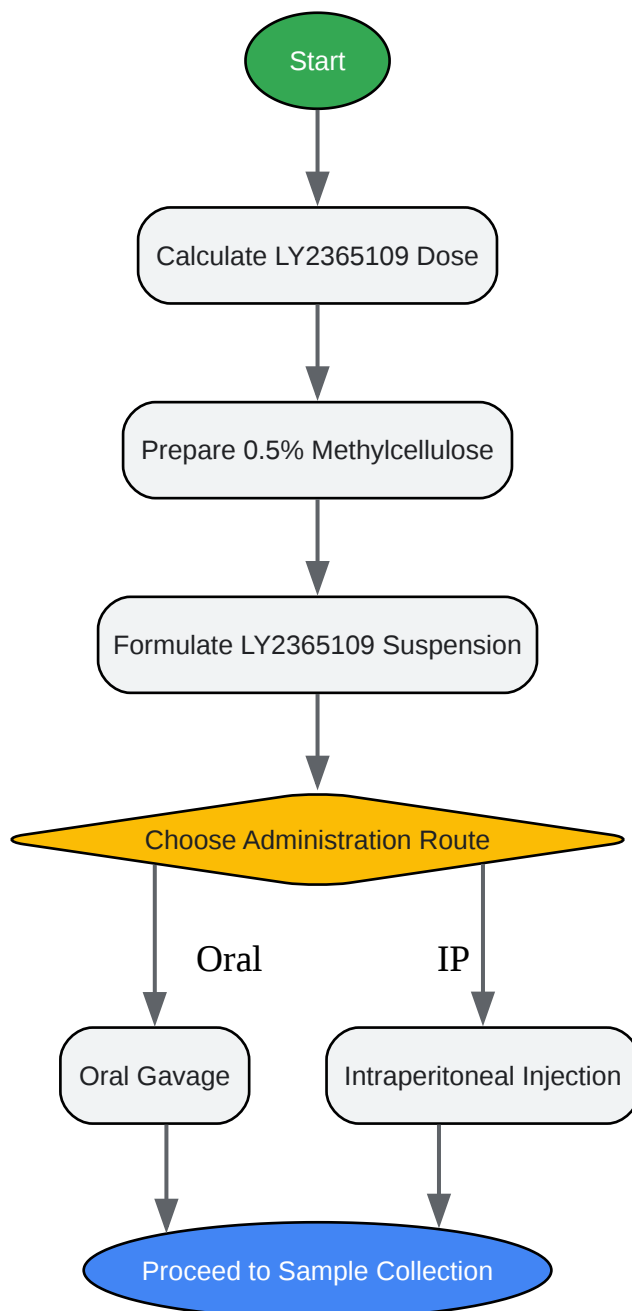 Start
Calculate LY2365109 Dose
Prepare 0.5% Methylcellulose
Formulate LY2365109 Suspension
Choose Administration Route
Oral
IP
Oral Gavage
Intraperitoneal Injection
Proceed to Sample Collection